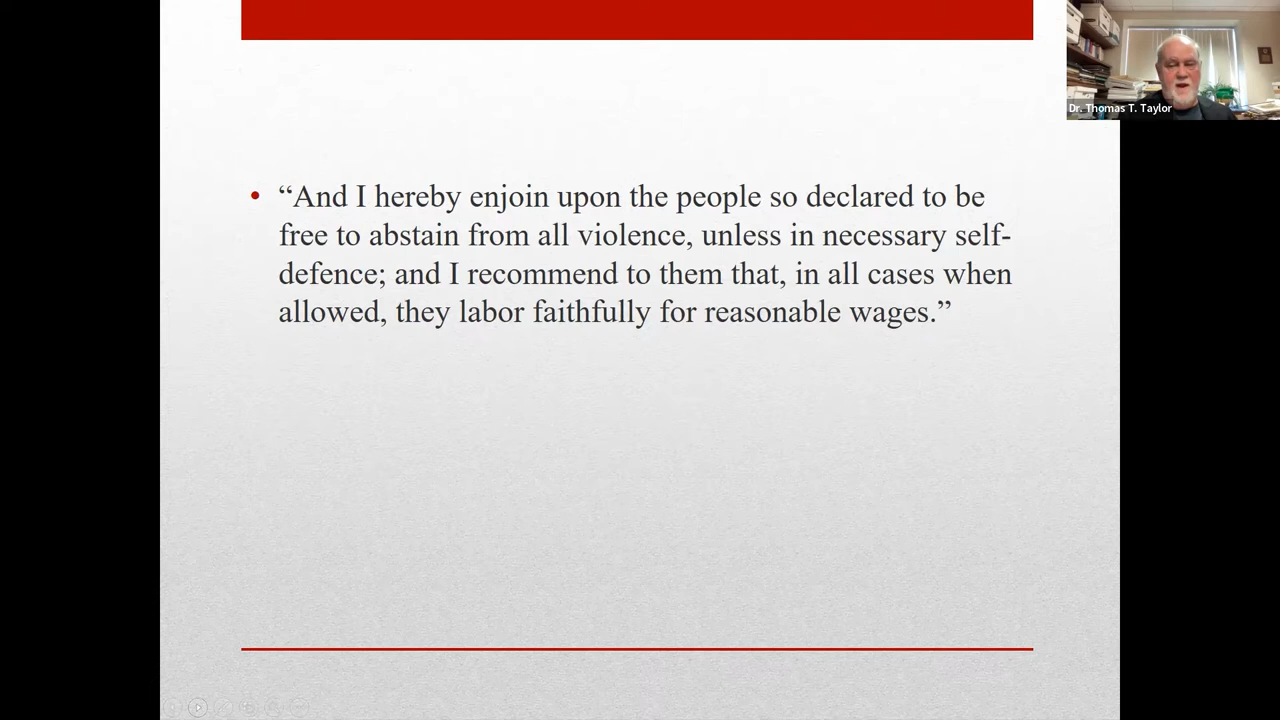 Dr. Thomas T. Taylor
• “And I hereby enjoin upon the people so declared to be
free to abstain from all violence, unless in necessary self-
defence; and I recommend to them that, in all cases when
allowed, they labor faithfully for reasonable wages.”